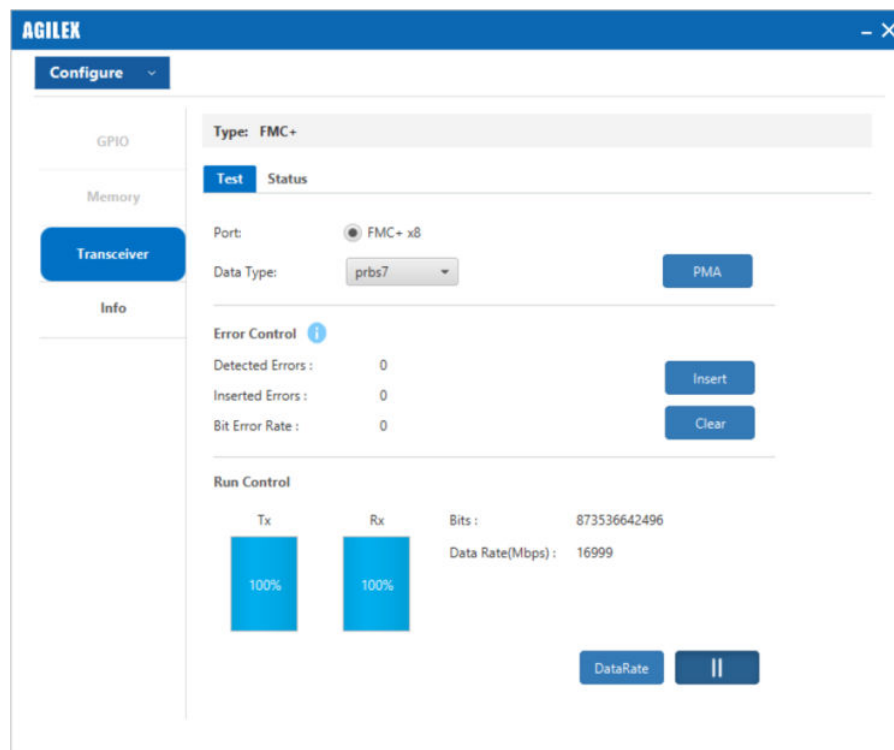 AGILEX
Configure
GPIO
Memory
Transceiver
Info
Type: FMC+
Test Status
Port: FMC+ x8
Data Type: prbs7 PMA
Error Control i
Detected Errors : 0
Inserted Errors : 0
Insert
Bit Error Rate : 0
Clear
Run Control
Tx Rx Bits : 873536642496
Data Rate(Mbps) : 16999
100% 100%
DataRate